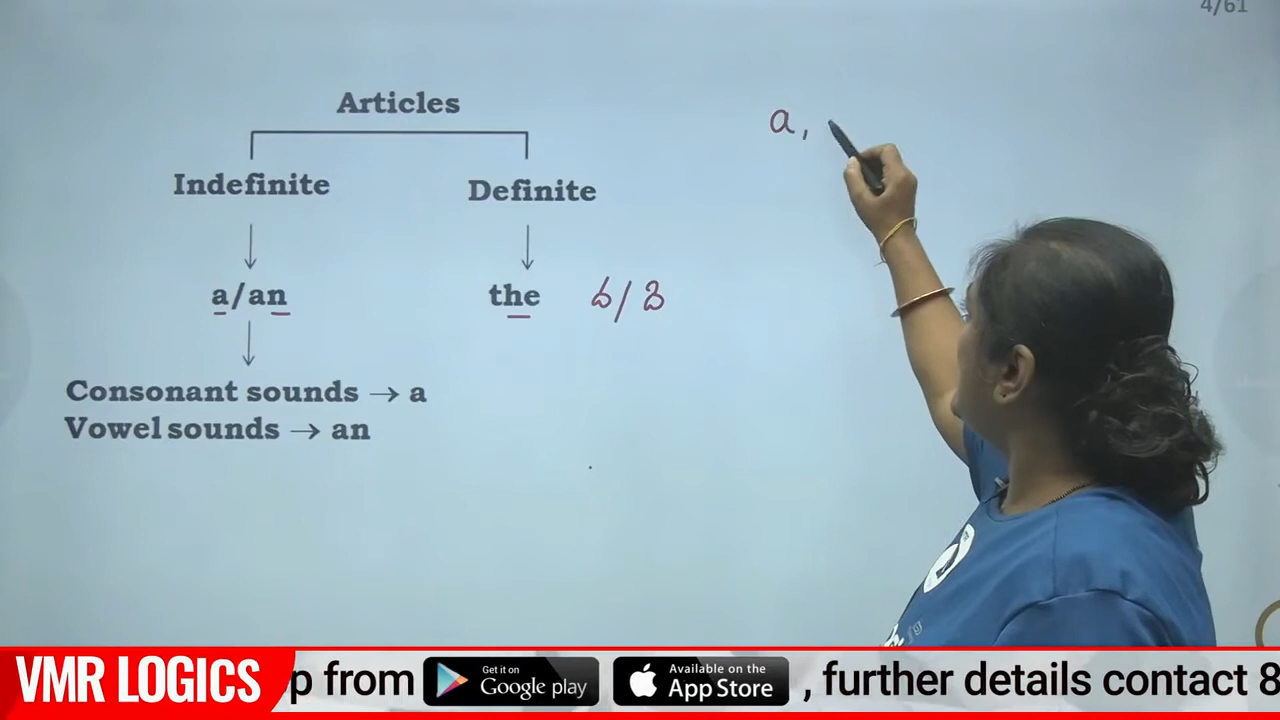 4/61
Articles
a,
Indefinite Definite
a/an the ద/ది
Consonant sounds → a
Vowel sounds → an
VMR LOGICS p from Get it on Google play Available on the App Store , further details contact 8